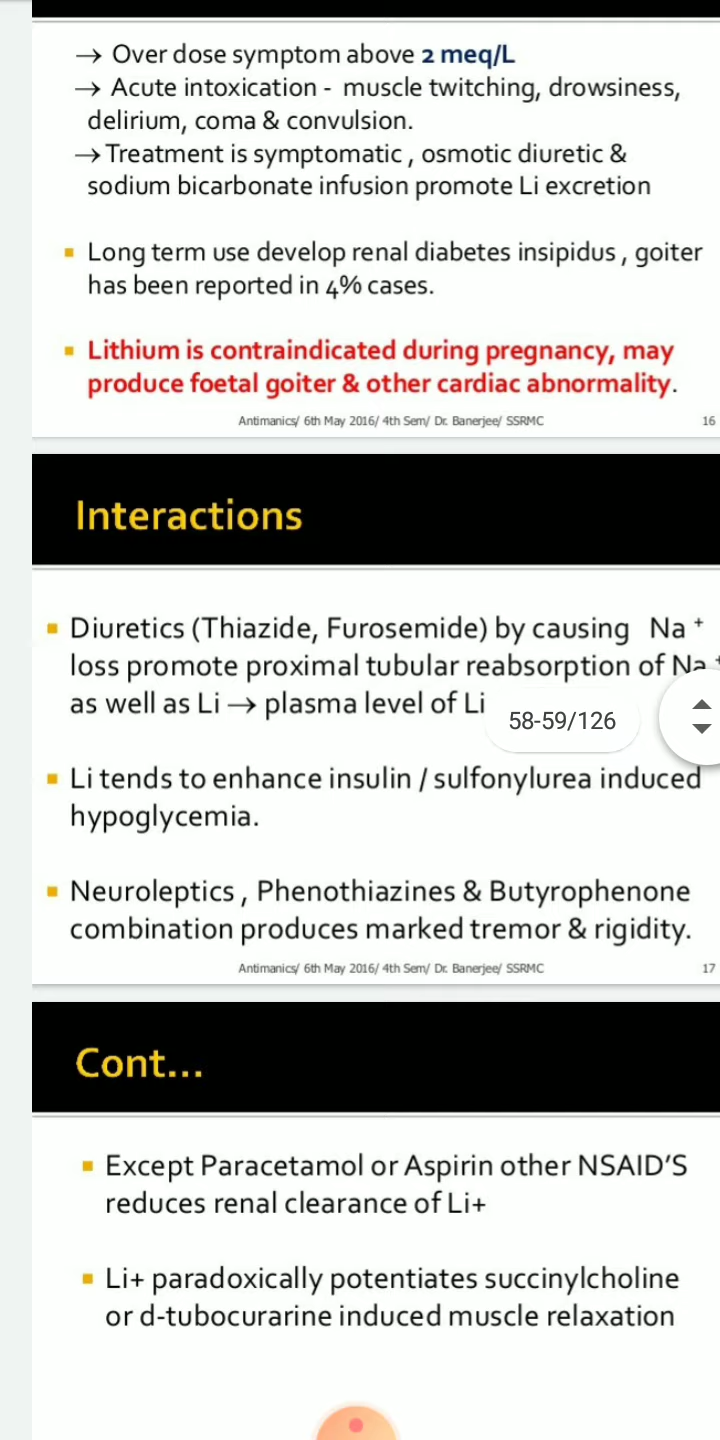 → Over dose symptom above 2 meq/L
→ Acute intoxication - muscle twitching, drowsiness,
delirium, coma & convulsion.
→ Treatment is symptomatic , osmotic diuretic &
sodium bicarbonate infusion promote Li excretion
▪ Long term use develop renal diabetes insipidus , goiter
has been reported in 4% cases.
▪ Lithium is contraindicated during pregnancy, may
produce foetal goiter & other cardiac abnormality.
Antimanics/ 6th May 2016/ 4th Sem/ Dr. Banerjee/ SSRMC 16
Interactions
▪ Diuretics (Thiazide, Furosemide) by causing Na +
loss promote proximal tubular reabsorption of Na +
as well as Li → plasma level of Li
58-59/126
▪ Li tends to enhance insulin / sulfonylurea induced
hypoglycemia.
▪ Neuroleptics , Phenothiazines & Butyrophenone
combination produces marked tremor & rigidity.
Antimanics/ 6th May 2016/ 4th Sem/ Dr. Banerjee/ SSRMC 17
Cont...
▪ Except Paracetamol or Aspirin other NSAID'S
reduces renal clearance of Li+
▪ Li+ paradoxically potentiates succinylcholine
or d-tubocurarine induced muscle relaxation